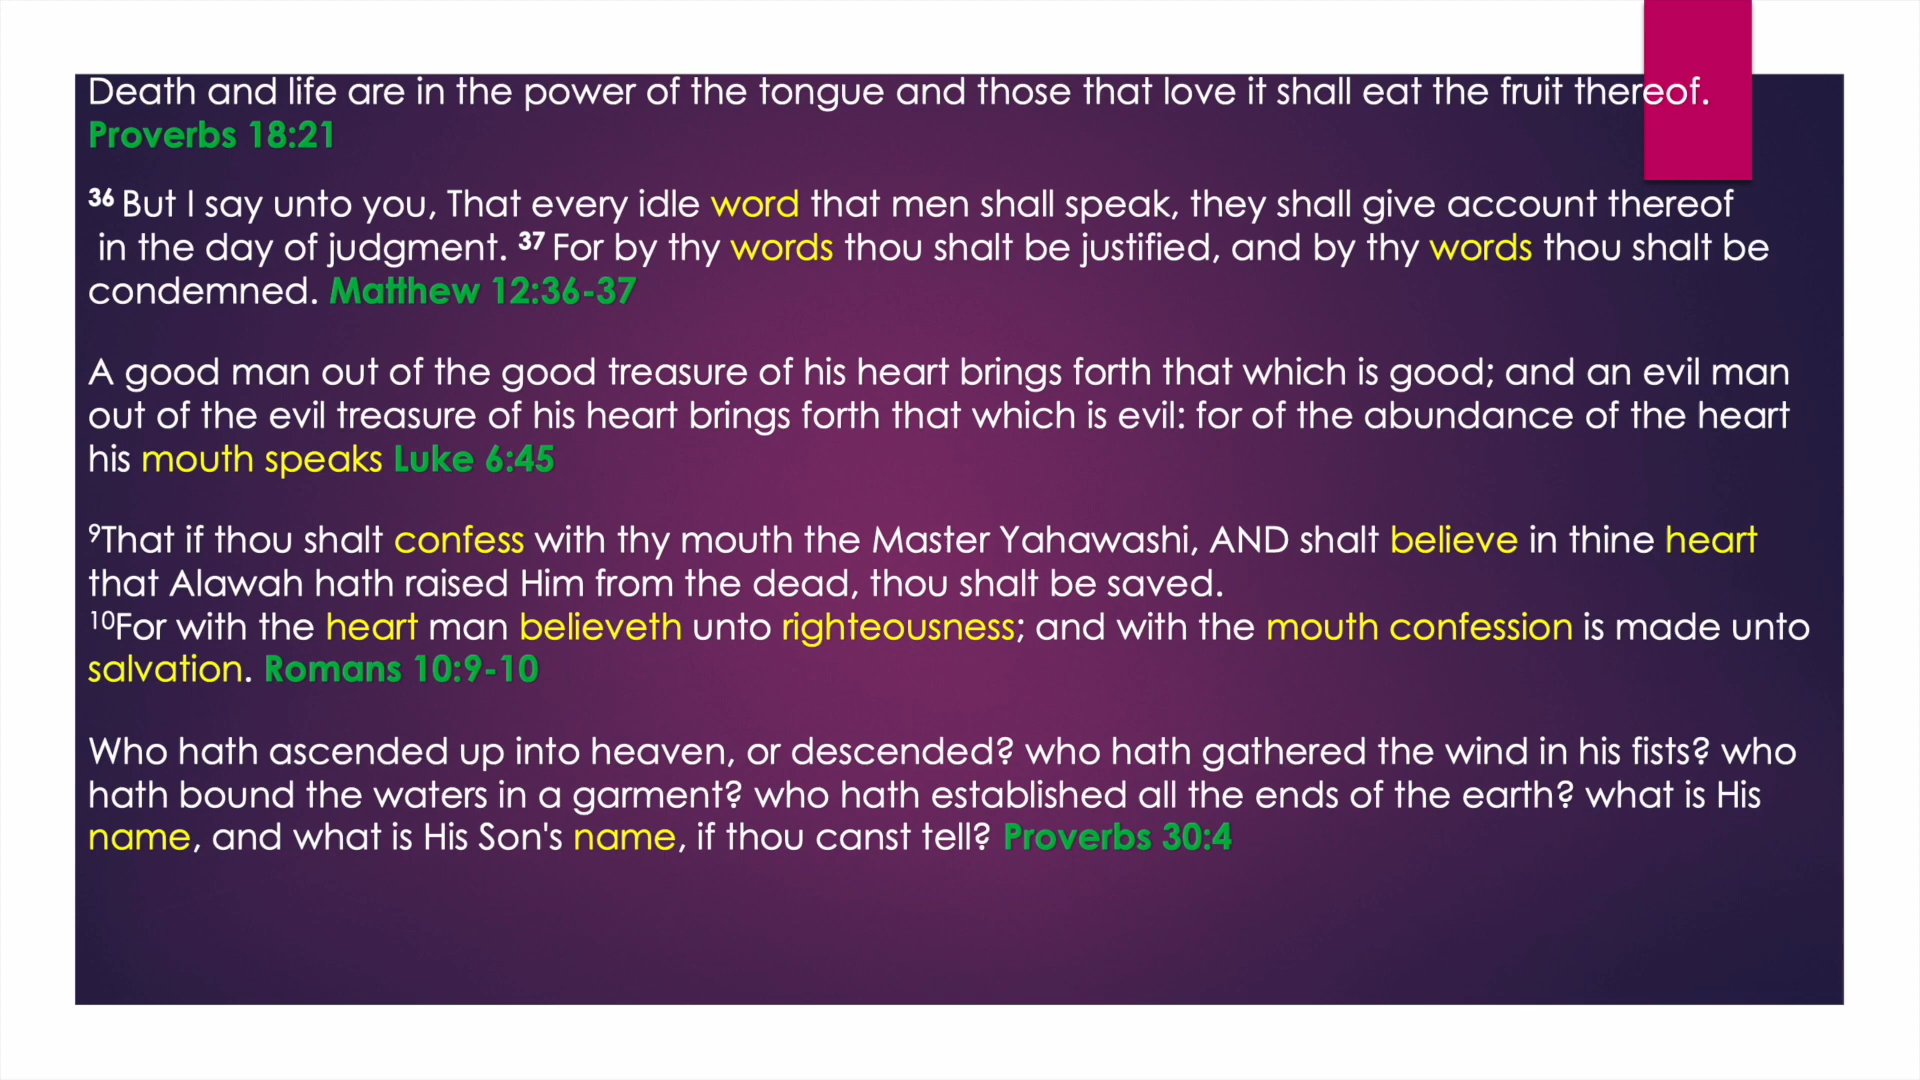 Death and life are in the power of the tongue and those that love it shall eat the fruit thereof.
Proverbs 18:21
36 But I say unto you, That every idle word that men shall speak, they shall give account thereof
in the day of judgment. 37 For by thy words thou shalt be justified, and by thy words thou shalt be
condemned. Matthew 12:36-37
A good man out of the good treasure of his heart brings forth that which is good; and an evil man
out of the evil treasure of his heart brings forth that which is evil: for of the abundance of the heart
his mouth speaks Luke 6:45
9That if thou shalt confess with thy mouth the Master Yahawashi, AND shalt believe in thine heart
that Alawah hath raised Him from the dead, thou shalt be saved.
10For with the heart man believeth unto righteousness; and with the mouth confession is made unto
salvation. Romans 10:9-10
Who hath ascended up into heaven, or descended? who hath gathered the wind in his fists? who
hath bound the waters in a garment? who hath established all the ends of the earth? what is His
name, and what is His Son's name, if thou canst tell? Proverbs 30:4